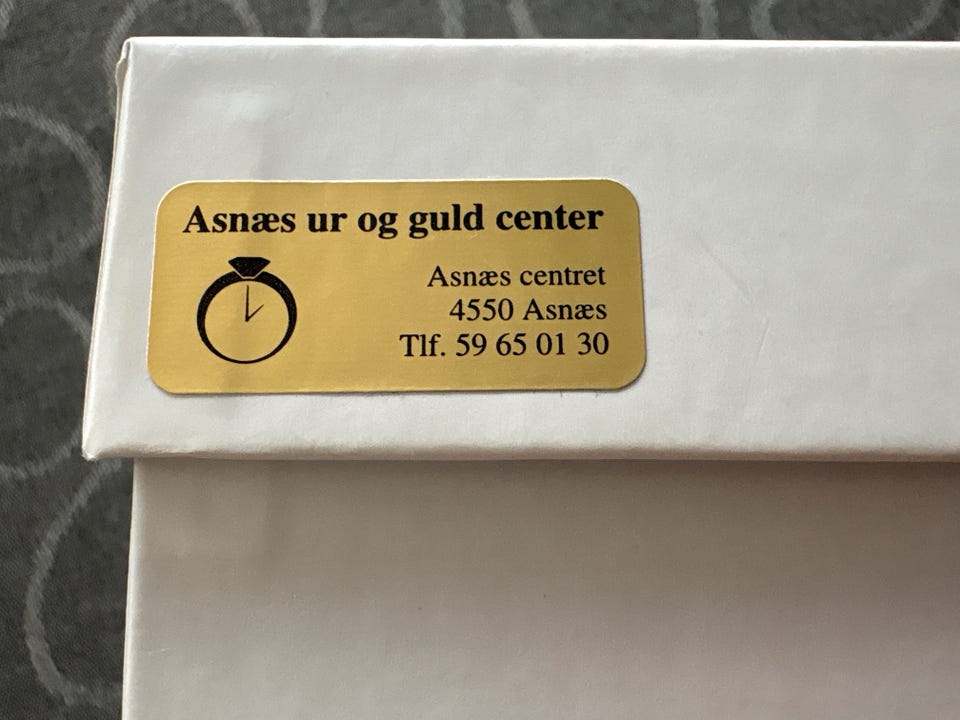 Asnæs ur og guld center
Asnæs centret
4550 Asnæs
Tlf. 59 65 01 30